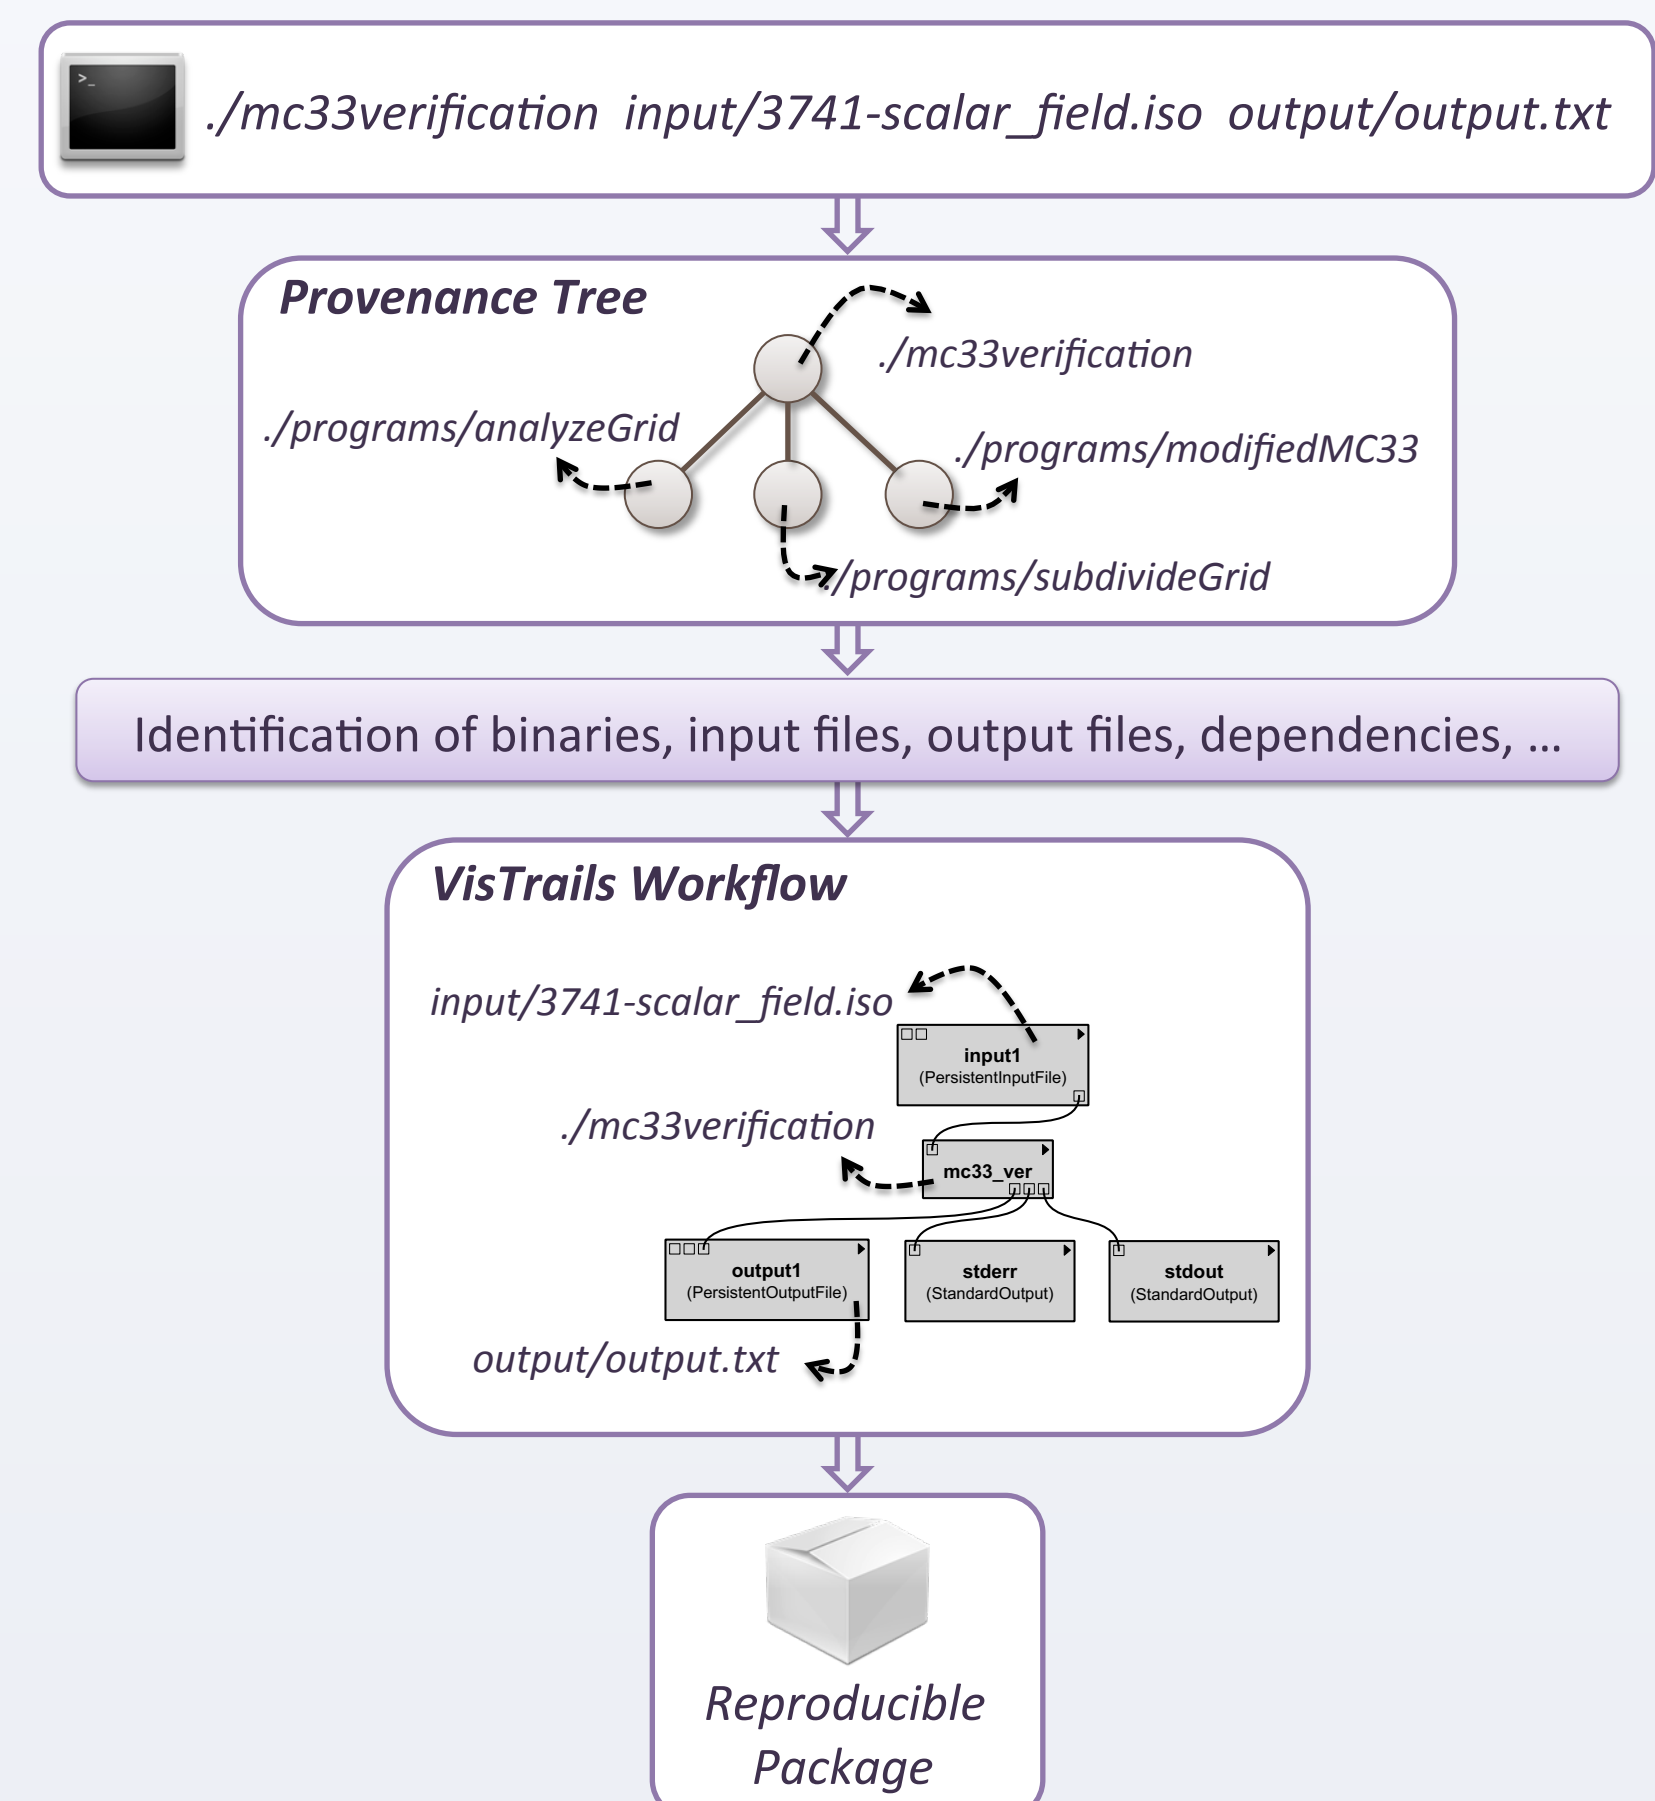 >_
./mc33verification input/3741-scalar_field.iso output/output.txt
Provenance Tree
./mc33verification
./programs/analyzeGrid
./programs/modifiedMC33
./programs/subdivideGrid
Identification of binaries, input files, output files, dependencies, ...
VisTrails Workflow
input/3741-scalar_field.iso
input1
(PersistentInputFile)
./mc33verification
mc33_ver
output1
(PersistentOutputFile)
stderr
(StandardOutput)
stdout
(StandardOutput)
output/output.txt
Reproducible
Package